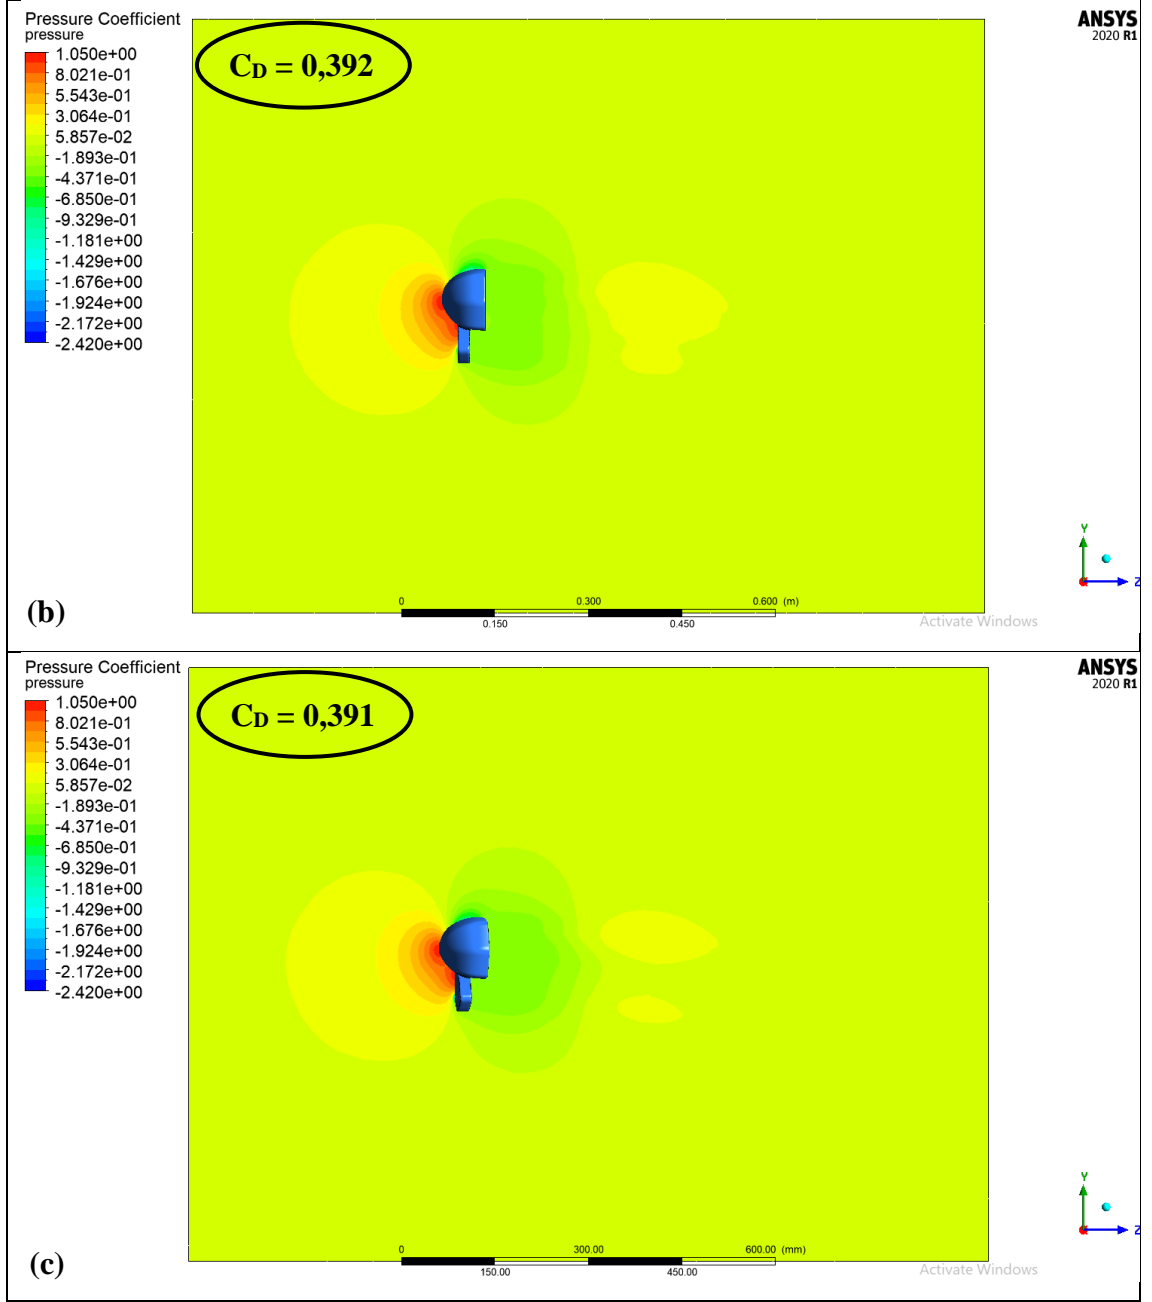 Pressure Coefficient
pressure
1.050e+00
8.021e-01
5.543e-01
3.064e-01
5.857e-02
-1.893e-01
-4.371e-01
-6.850e-01
-9.329e-01
-1.181e+00
-1.429e+00
-1.676e+00
-1.924e+00
-2.172e+00
-2.420e+00
C_D = 0,392
ANSYS
2020 R1
Y
Z
0 0.300 0.600 (m)
0.150 0.450
Activate Windows
(b)
Pressure Coefficient
pressure
1.050e+00
8.021e-01
5.543e-01
3.064e-01
5.857e-02
-1.893e-01
-4.371e-01
-6.850e-01
-9.329e-01
-1.181e+00
-1.429e+00
-1.676e+00
-1.924e+00
-2.172e+00
-2.420e+00
C_D = 0,391
ANSYS
2020 R1
Y
Z
0 300.00 600.00 (mm)
150.00 450.00
Activate Windows
(c)